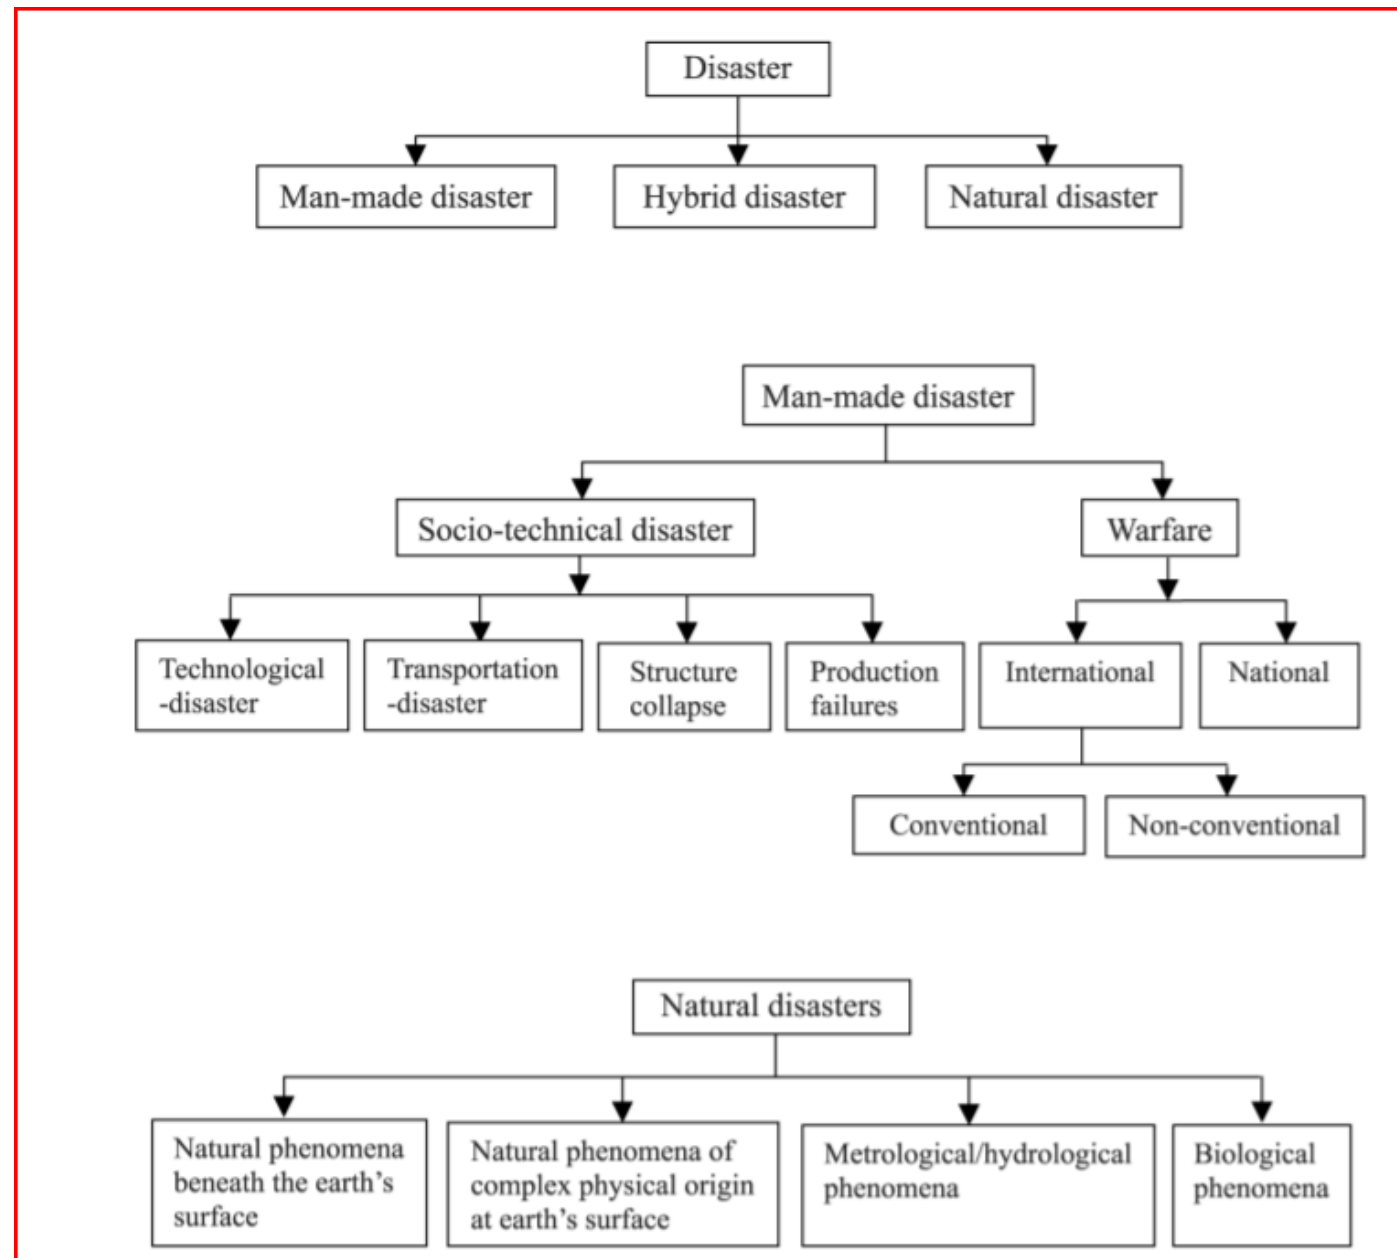 Disaster
Man-made disaster
Hybrid disaster
Natural disaster
Man-made disaster
Socio-technical disaster
Warfare
Technological
-disaster
Transportation
-disaster
Structure
collapse
Production
failures
International
National
Conventional
Non-conventional
Natural disasters
Natural phenomena
beneath the earth's
surface
Natural phenomena of
complex physical origin
at earth's surface
Metrological/hydrological
phenomena
Biological
phenomena